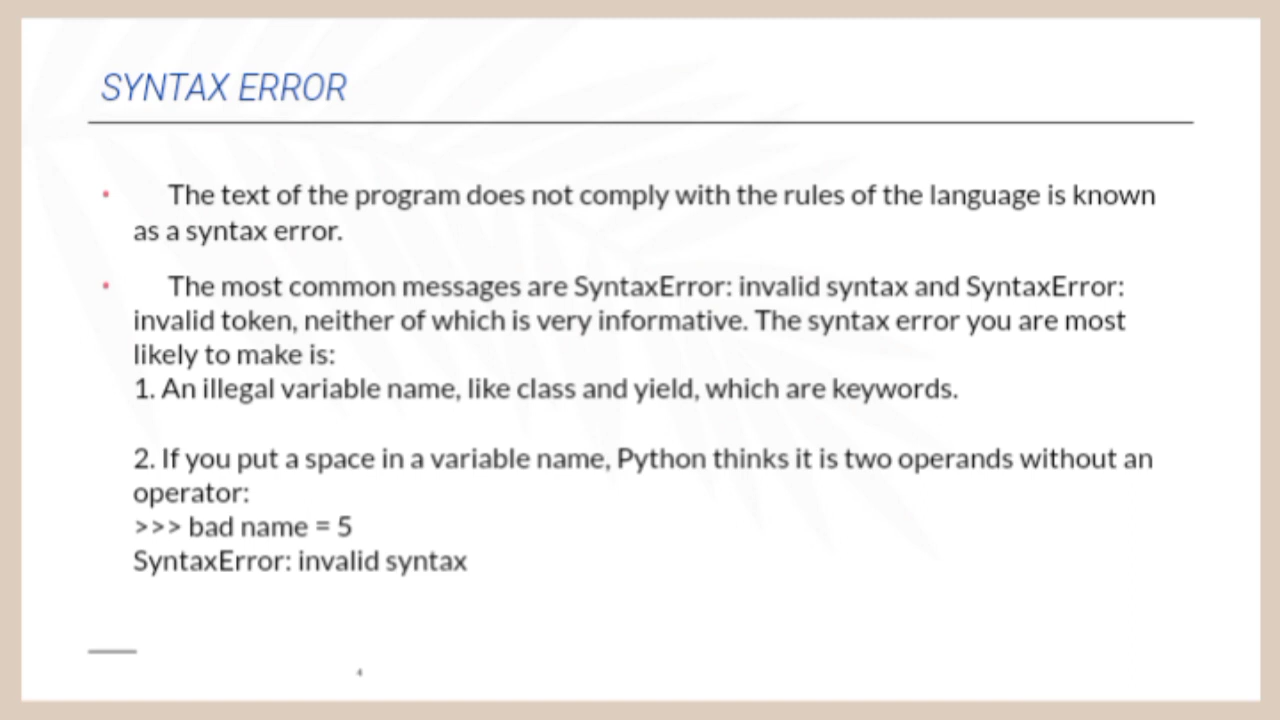 SYNTAX ERROR
• The text of the program does not comply with the rules of the language is known
as a syntax error.
• The most common messages are SyntaxError: invalid syntax and SyntaxError:
invalid token, neither of which is very informative. The syntax error you are most
likely to make is:
1. An illegal variable name, like class and yield, which are keywords.
2. If you put a space in a variable name, Python thinks it is two operands without an
operator:
>>> bad name = 5
SyntaxError: invalid syntax
4